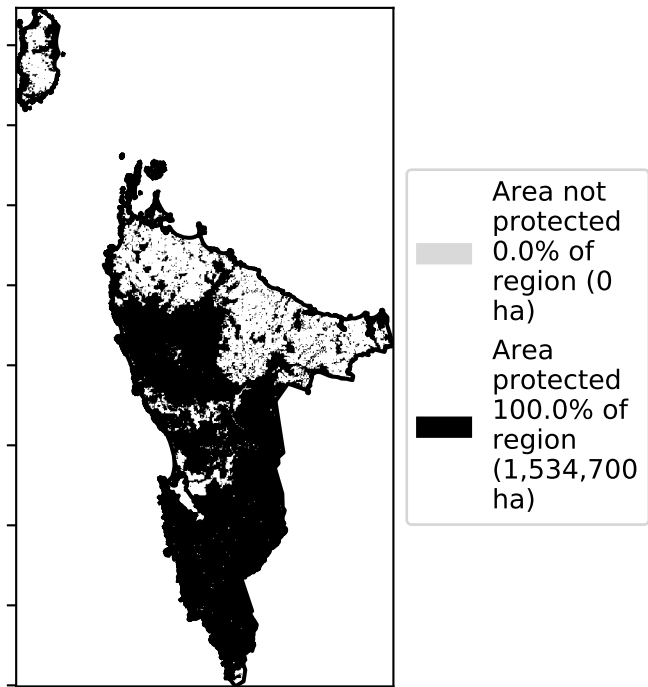 Area not
protected
0.0% of
region (0
ha)
Area
protected
100.0% of
region
(1,534,700
ha)